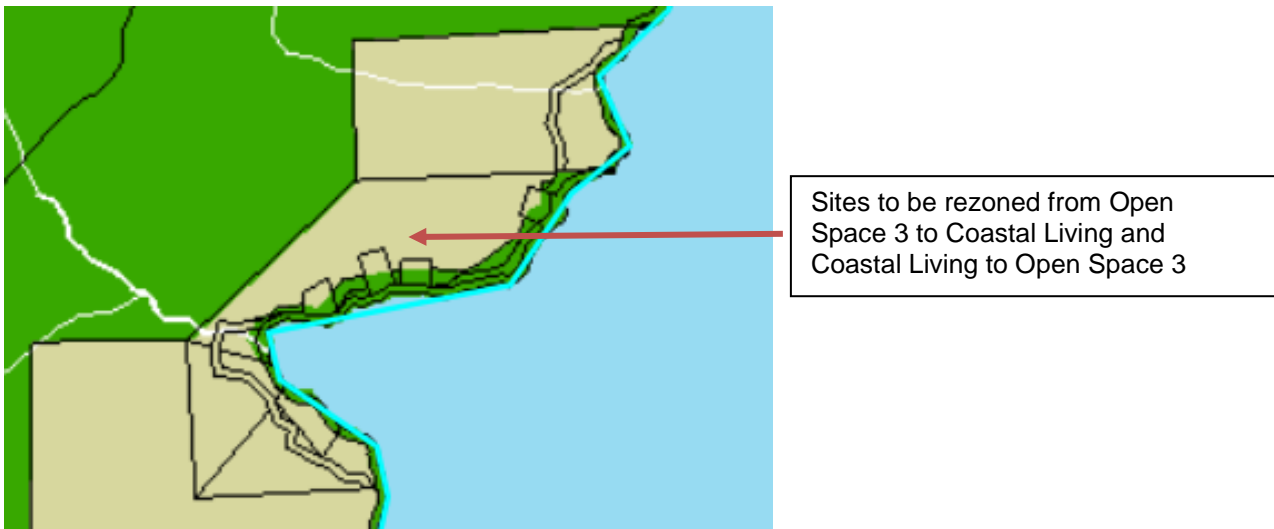 Sites to be rezoned from Open
Space 3 to Coastal Living and
Coastal Living to Open Space 3